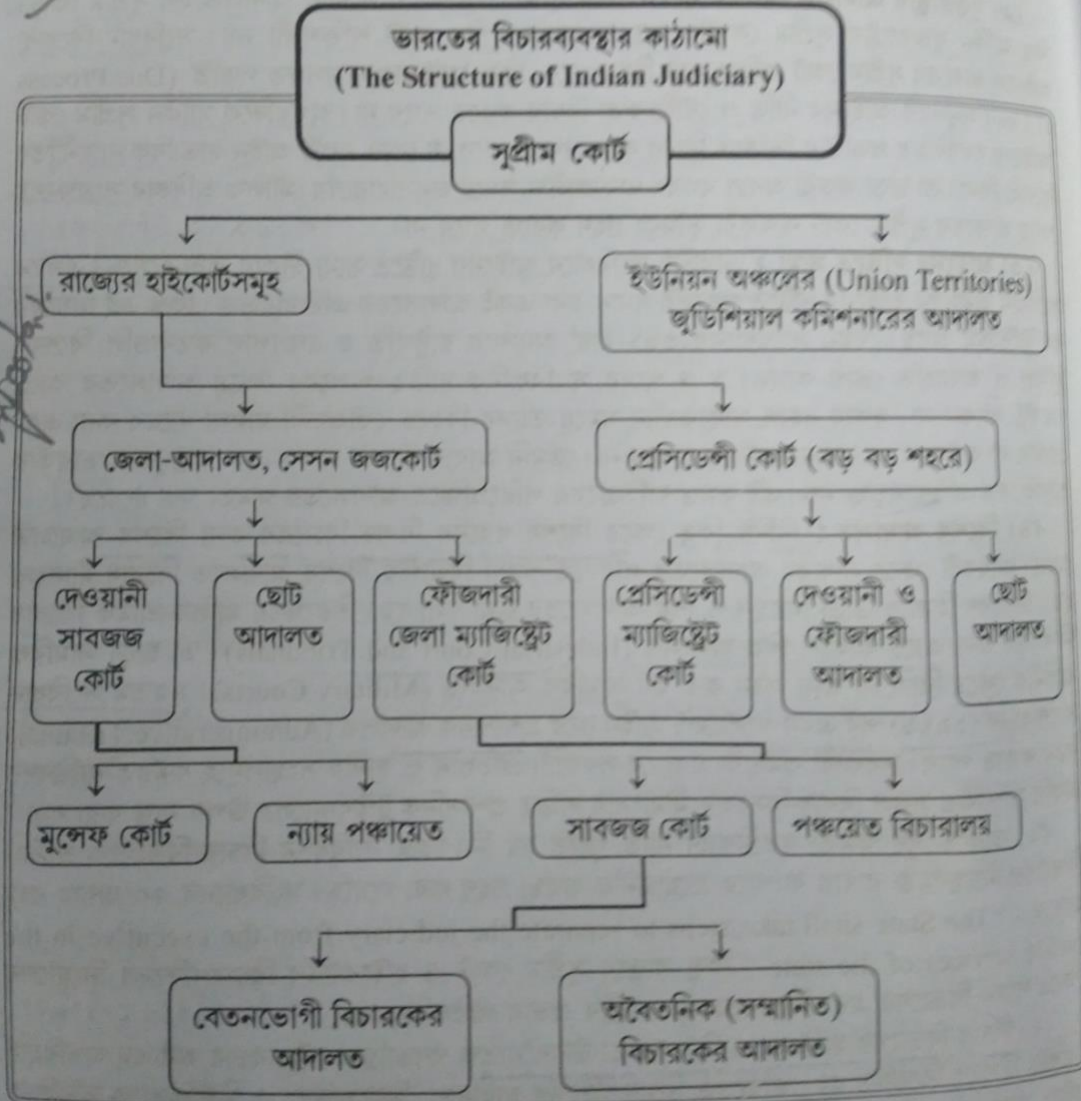 ভারতের বিচারব্যবস্থার কাঠামো
(The Structure of Indian Judiciary)
সুপ্রীম কোর্ট
রাজ্যের হাইকোর্টসমূহ
ইউনিয়ন অঞ্চলের (Union Territories)
জুডিশিয়াল কমিশনারের আদালত
জেলা-আদালত, সেসন জজকোর্ট
প্রেসিডেন্সী কোর্ট (বড় বড় শহরে)
দেওয়ানী
সাবজজ
কোর্ট
ছোট
আদালত
ফৌজদারী
জেলা ম্যাজিস্ট্রেট
কোর্ট
প্রেসিডেন্সী
ম্যাজিস্ট্রেট
কোর্ট
দেওয়ানী ও
ফৌজদারী
আদালত
ছোট
আদালত
মুন্সেফ কোর্ট
ন্যায় পঞ্চায়েত
সাবজজ কোর্ট
পঞ্চায়েত বিচারালয়
বেতনভোগী বিচারকের
আদালত
অবৈতনিক (সম্মানিত)
বিচারকের আদালত